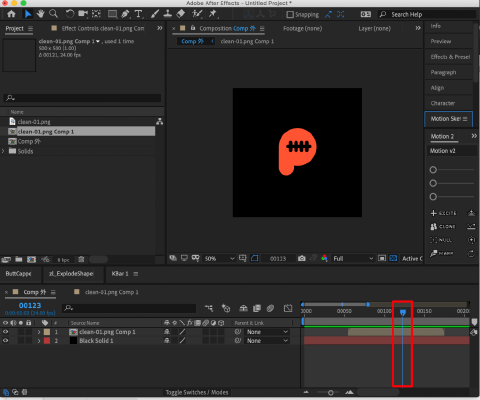 Adobe After Effects - Untitled Project *
Snapping
Search Help
Project
Effect Controls clean-01.png Com
Composition Comp 外
Footage (none)
Layer (none)
Info
clean-01.png Comp 1 , used 1 time
500 x 500 (1.00)
Δ 00121, 24.00 fps
Comp 外
clean-01.png Comp 1
Preview
Effects & Preset
Paragraph
Align
Character
Motion Sket
Motion 2
Motion v2
Name
clean-01.png
clean-01.png Comp 1
Comp 外
Solids
EXCITE
CLONE
NULL
8 bpc
50%
00123
Full
Active C
ButtCappe
zl_ExplodeShape
KBar 1
Comp 外
clean-01.png Comp 1
00123
0000
00050
00100
00150
0020
#
Source Name
Parent & Link
1
clean-01.png Comp 1
None
2
Black Solid 1
None
Toggle Switches / Modes